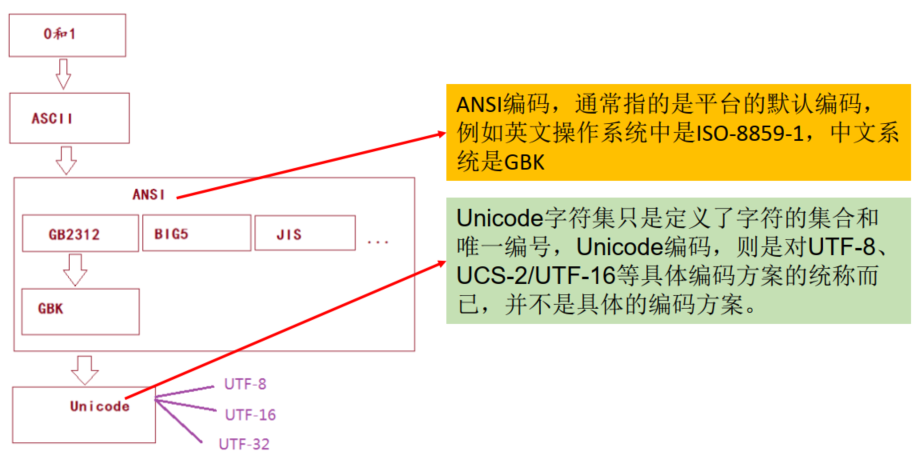 0和1
ASCII
ANSI
GB2312
BIG5
JIS
...
GBK
Unicode
UTF-8
UTF-16
UTF-32
ANSI编码，通常指的是平台的默认编码，
例如英文操作系统中是ISO-8859-1，中文系
统是GBK
Unicode字符集只是定义了字符的集合和
唯一编号，Unicode编码，则是对UTF-8、
UCS-2/UTF-16等具体编码方案的统称而
已，并不是具体的编码方案。